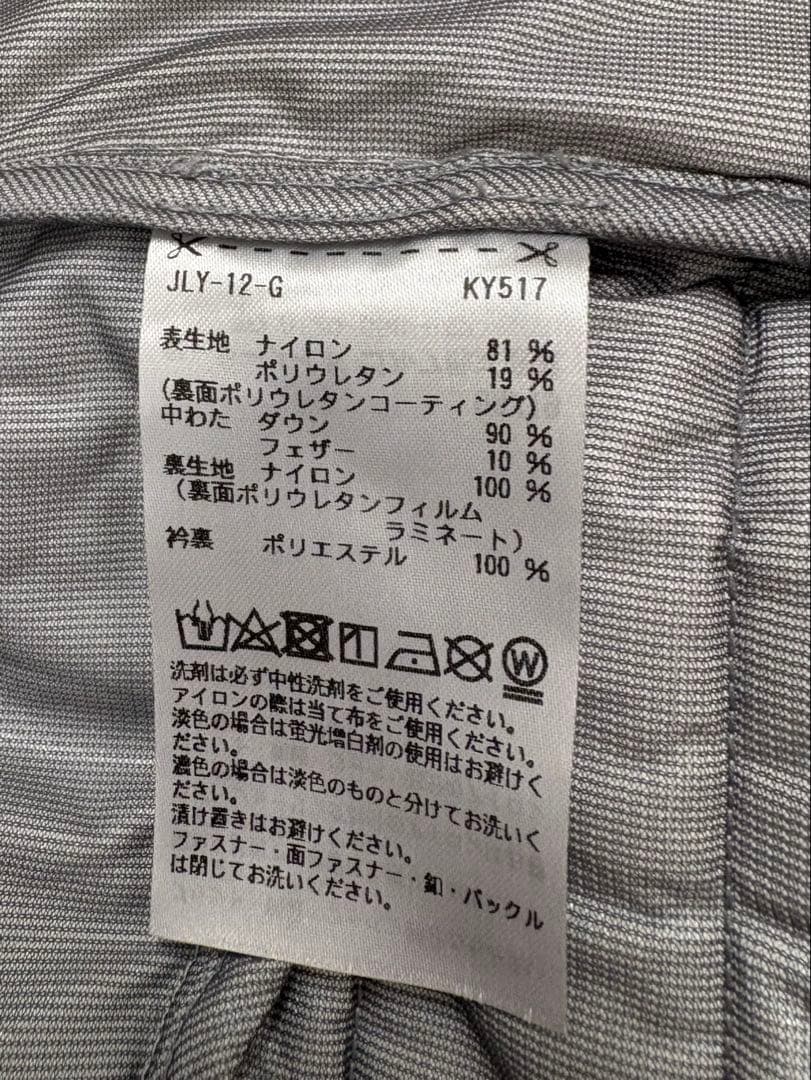 JLY-12-G KY517
表生地 ナイロン 81 %
ポリウレタン 19 %
(裏面ポリウレタンコーティング)
中わた ダウン 90 %
フェザー 10 %
裏生地 ナイロン 100 %
(裏面ポリウレタンフィルム
ラミネート)
衿裏 ポリエステル 100 %
W
洗剤は必ず中性洗剤をご使用ください。
アイロンの際は当て布をご使用ください。
淡色の場合は蛍光増白剤の使用はお避けく
ださい。
濃色の場合は淡色のものと分けてお洗いく
ださい。
漬け置きはお避けください。
ファスナー・面ファスナー・釦・バックル
は閉じてお洗いください。